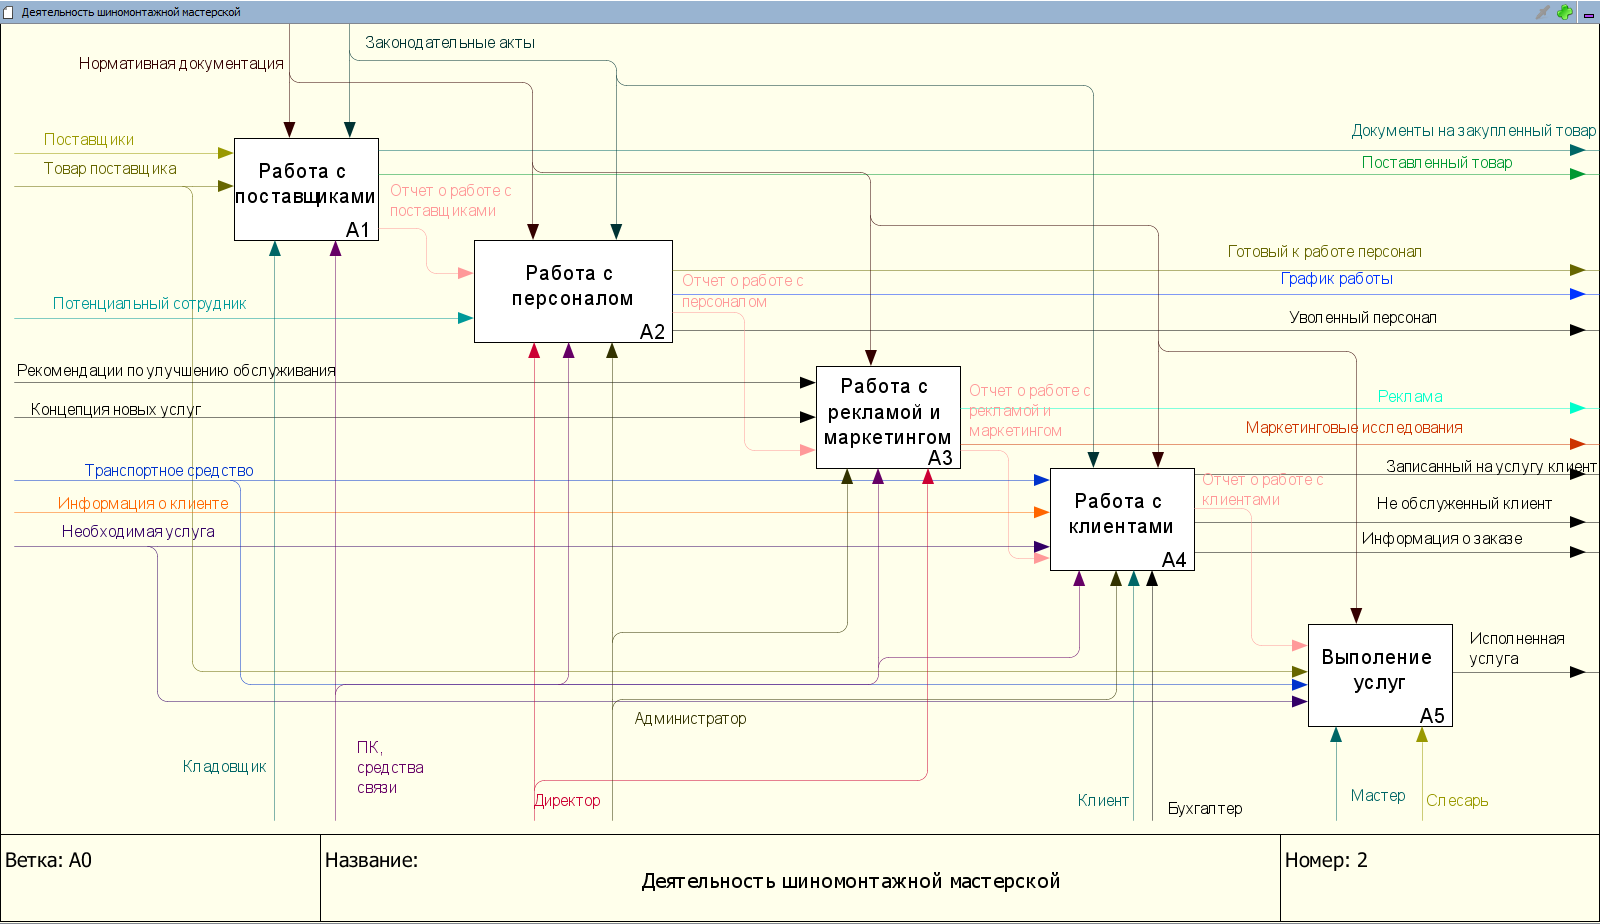 Деятельность шиномонтажной мастерской
Законодательные акты
Нормативная документация
Документы на закупленный товар
Поставщики
Поставленный товар
Товар поставщика
Работа с
поставщиками
A1
Отчет о работе с
поставщиками
Готовый к работе персонал
Работа с
персоналом
A2
Отчет о работе с
персоналом
График работы
Потенциальный сотрудник
Уволенный персонал
Рекомендации по улучшению обслуживания
Концепция новых услуг
Работа с
рекламой и
маркетингом
A3
Отчет о работе с
рекламой и
маркетингом
Реклама
Маркетинговые исследования
Транспортное средство
Записанный на услугу клиент
Информация о клиенте
Необходимая услуга
Работа с
клиентами
A4
Отчет о работе с
клиентами
Не обслуженный клиент
Информация о заказе
Выполение
услуг
A5
Исполненная
услуга
Администратор
ПК,
средства
связи
Кладовщик
Директор
Клиент
Бухгалтер
Мастер
Слесарь
Ветка: A0
Название:
Деятельность шиномонтажной мастерской
Номер: 2